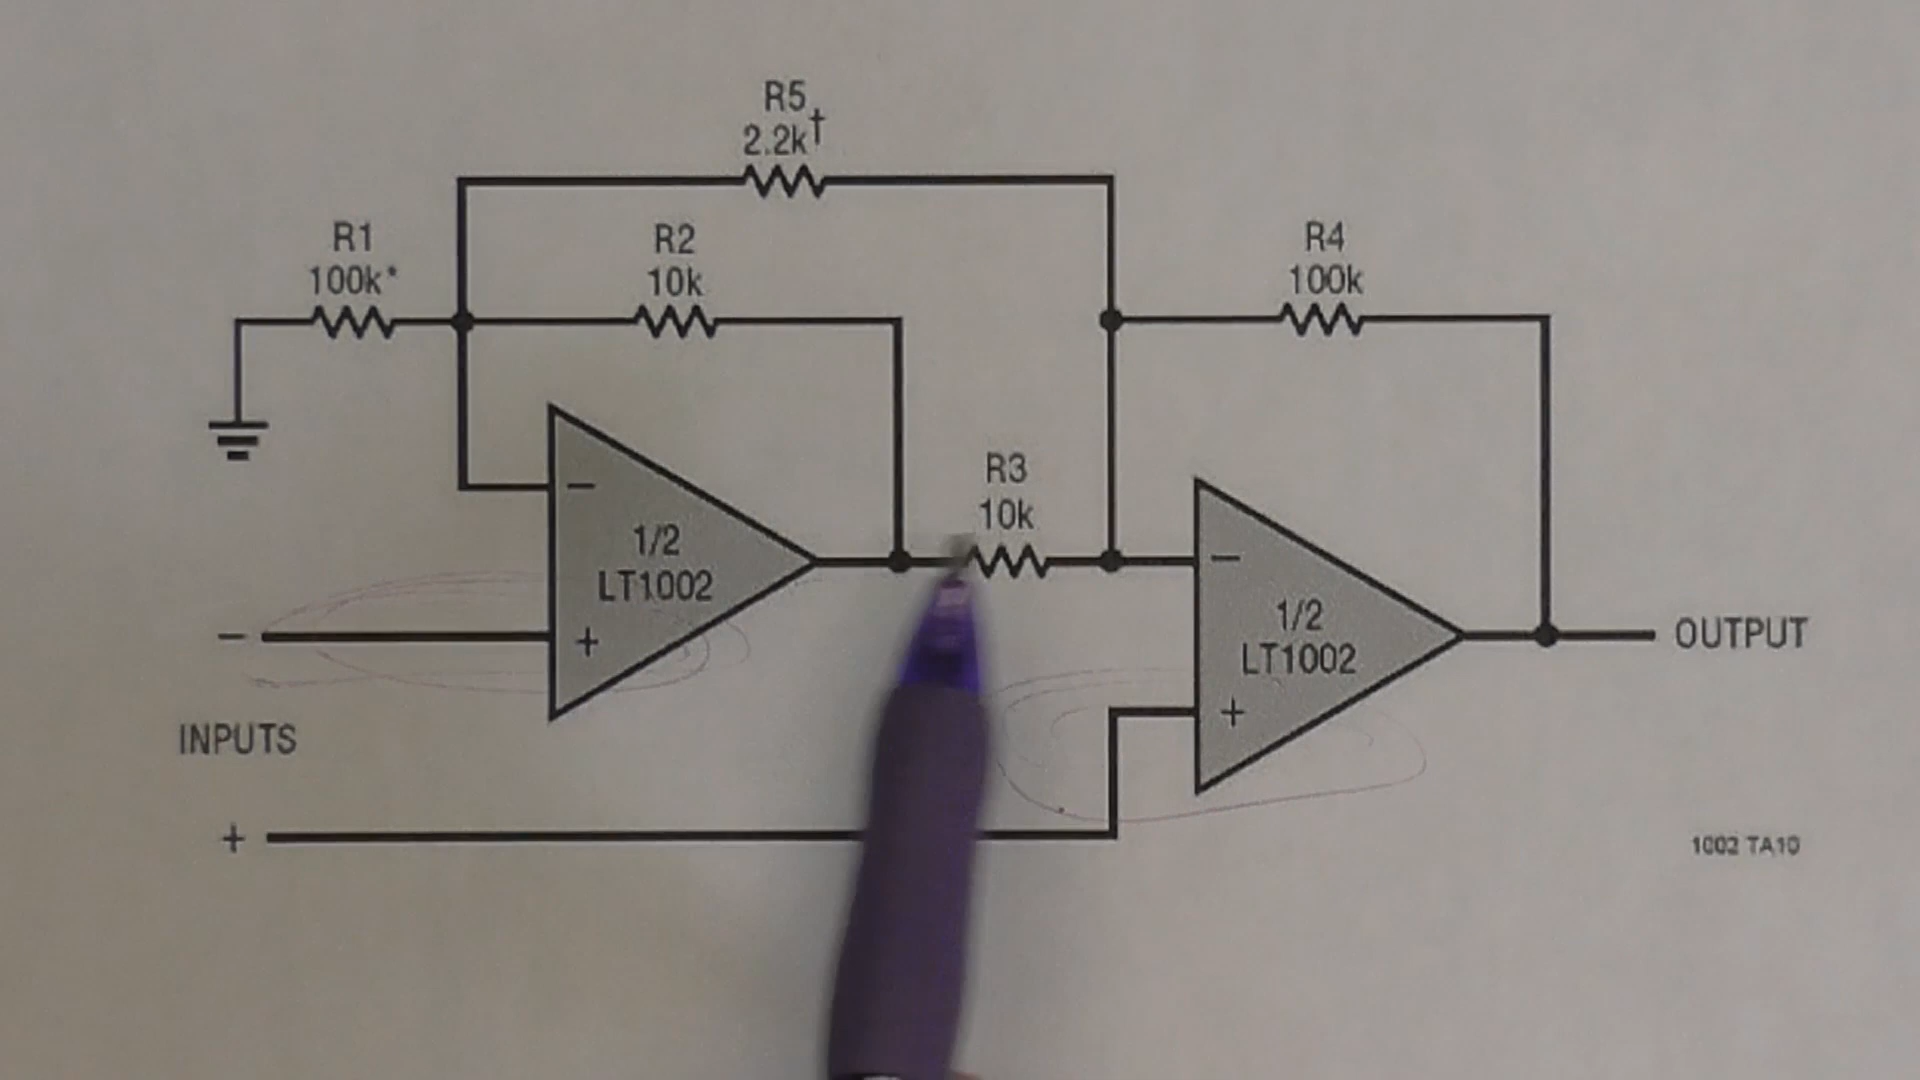 R5
2.2k†
R1
100k*
R2
10k
R4
100k
R3
10k
−
1/2
LT1002
+
−
1/2
LT1002
+
−
INPUTS
+
OUTPUT
1002 TA10